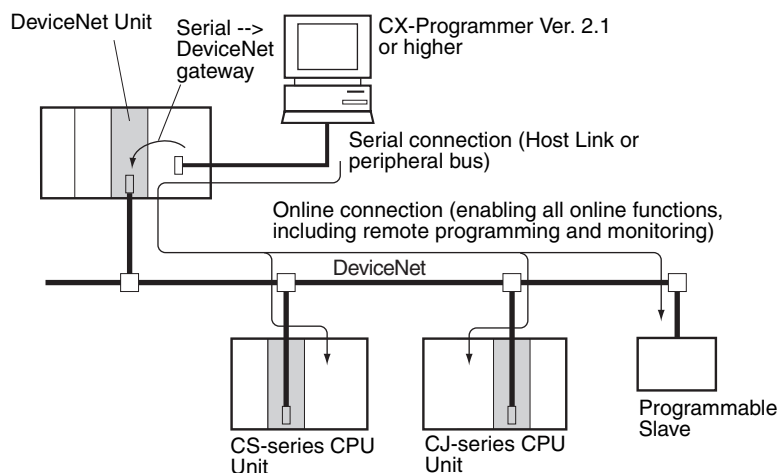 DeviceNet Unit
Serial -->
DeviceNet
gateway
CX-Programmer Ver. 2.1
or higher
Serial connection (Host Link or
peripheral bus)
Online connection (enabling all online functions,
including remote programming and monitoring)
DeviceNet
CS-series CPU
Unit
CJ-series CPU
Unit
Programmable
Slave